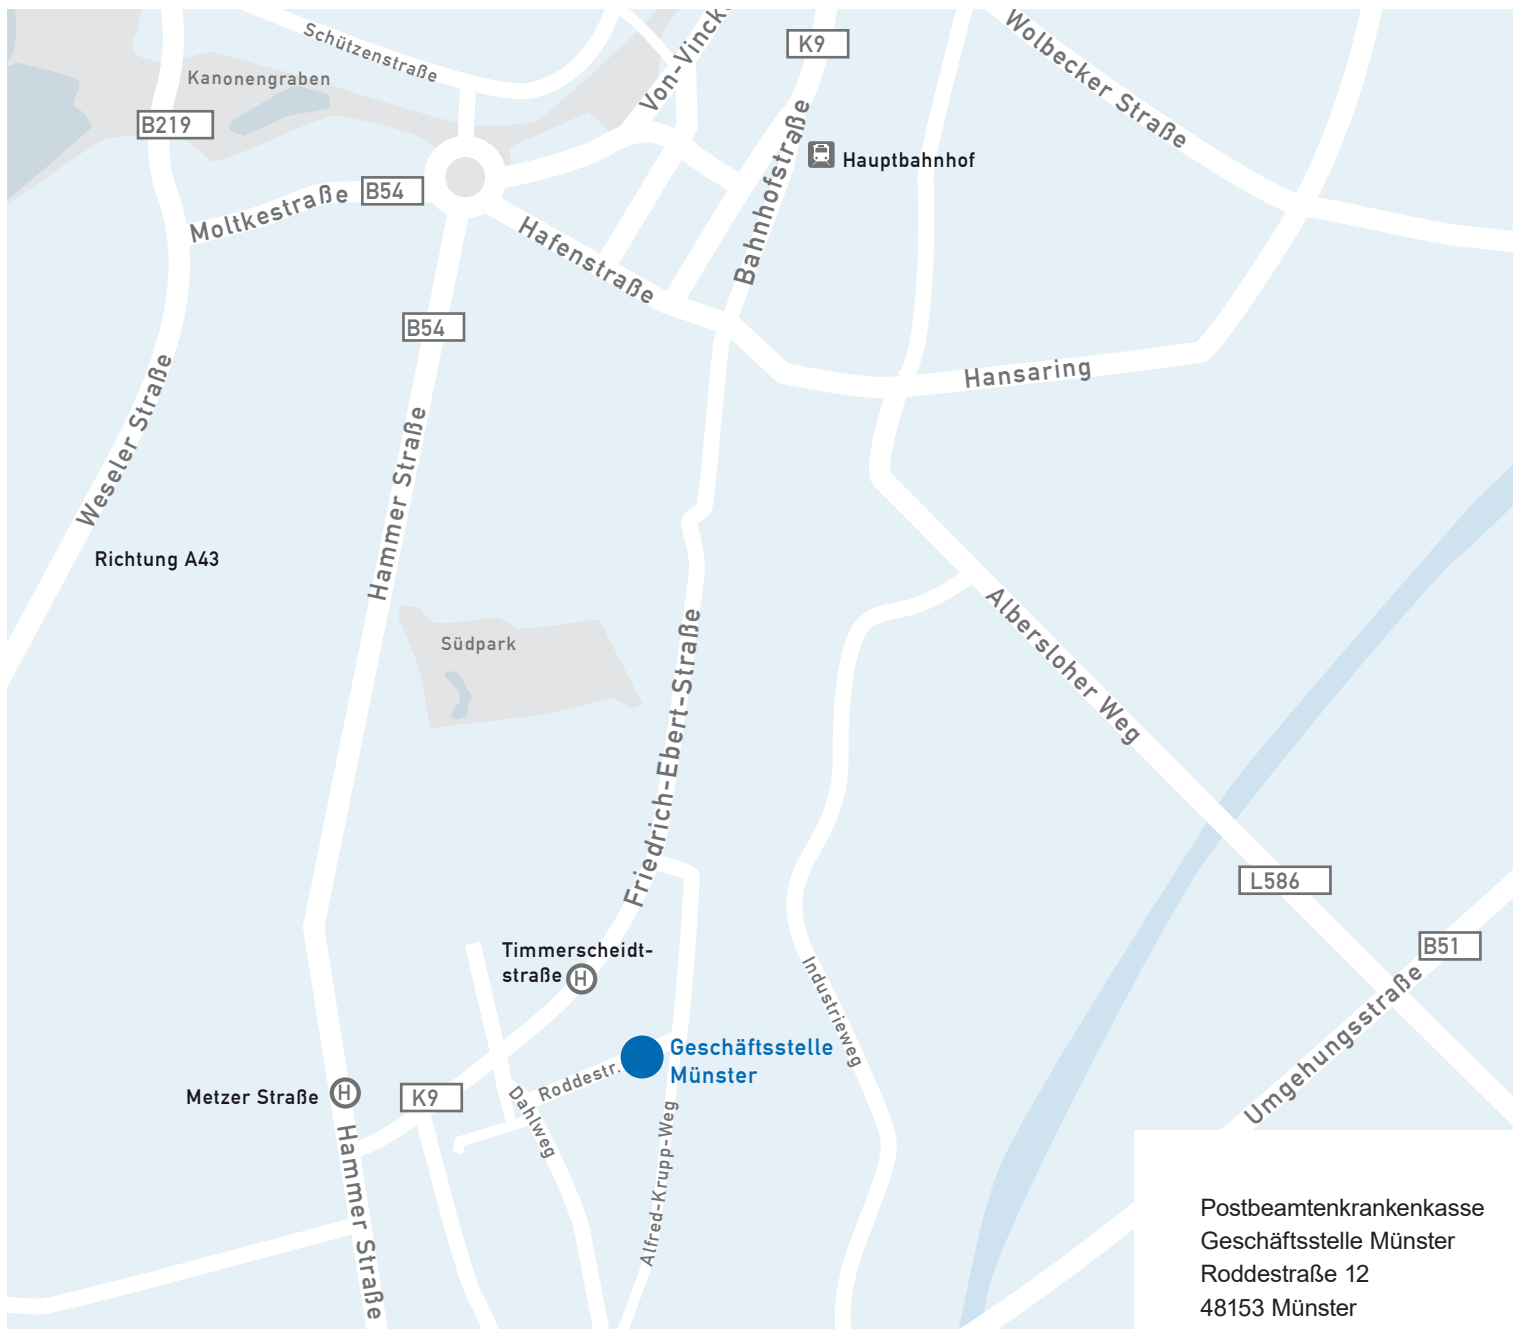 Schützenstraße
Kanonengraben
Von-Vincke
K9
Wolbecker Straße
B219
Bahnhofstraße
Hauptbahnhof
Moltkestraße
B54
Hafenstraße
B54
Hansaring
Weseler Straße
Hammer Straße
Richtung A43
Südpark
Friedrich-Ebert-Straße
Albersloher Weg
L586
B51
Timmerscheidt-
straße H
Industrieweg
Umgehungsstraße
Geschäftsstelle
Münster
Roddestr.
Metzer Straße H
K9
Dahlweg
Alfred-Krupp-Weg
Hammer Straße
Postbeamtenkrankenkasse
Geschäftsstelle Münster
Roddestraße 12
48153 Münster